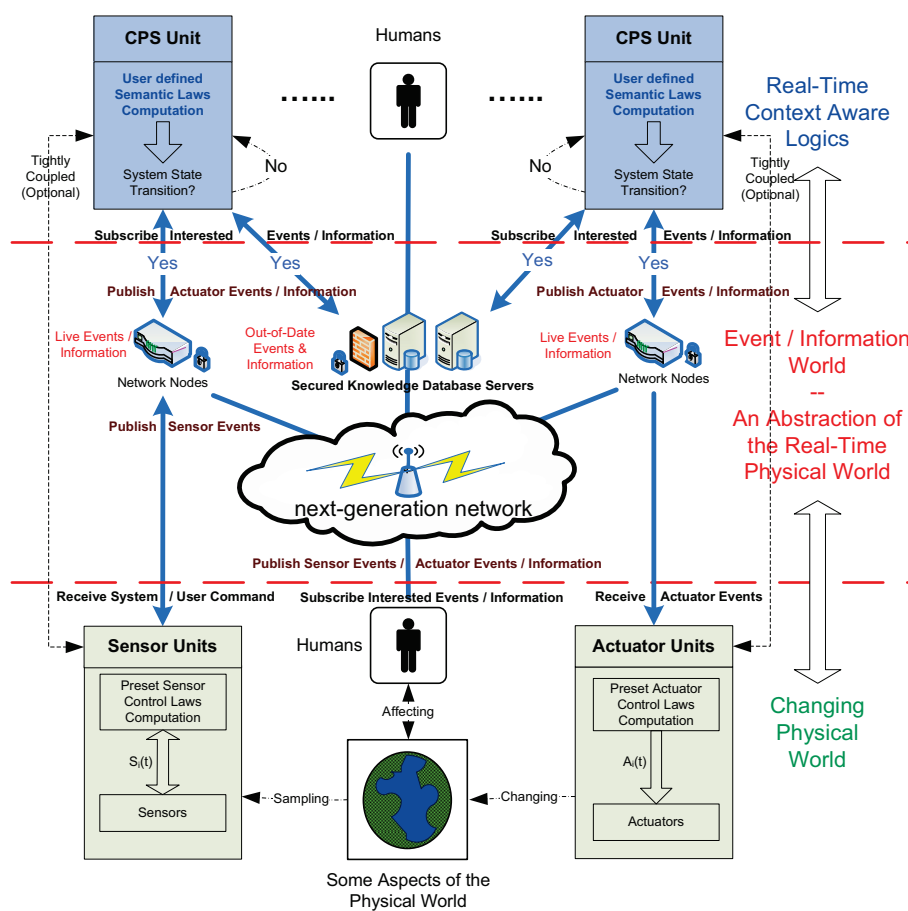 CPS Unit
User defined
Semantic Laws
Computation
System State
Transition?
No
Tightly
Coupled
(Optional)
......
Humans
......
CPS Unit
User defined
Semantic Laws
Computation
System State
Transition?
No
Tightly
Coupled
(Optional)
Real-Time
Context Aware
Logics
Subscribe Interested Events / Information
Subscribe Interested Events / Information
Yes
Yes
Yes
Yes
Publish Actuator Events / Information
Publish Actuator Events / Information
Live Events /
Information
Network Nodes
Out-of-Date
Events &
Information
Secured Knowledge Database Servers
Live Events /
Information
Network Nodes
Event / Information
World
--
An Abstraction of
the Real-Time
Physical World
Publish Sensor Events
next-generation network
Publish Sensor Events / Actuator Events / Information
Receive System / User Command
Subscribe Interested Events / Information
Receive Actuator Events
Sensor Units
Preset Sensor
Control Laws
Computation
Sᵢ(t)
Sensors
Humans
Affecting
Sampling
Changing
Some Aspects of the
Physical World
Actuator Units
Preset Actuator
Control Laws
Computation
Aᵢ(t)
Actuators
Changing
Physical
World